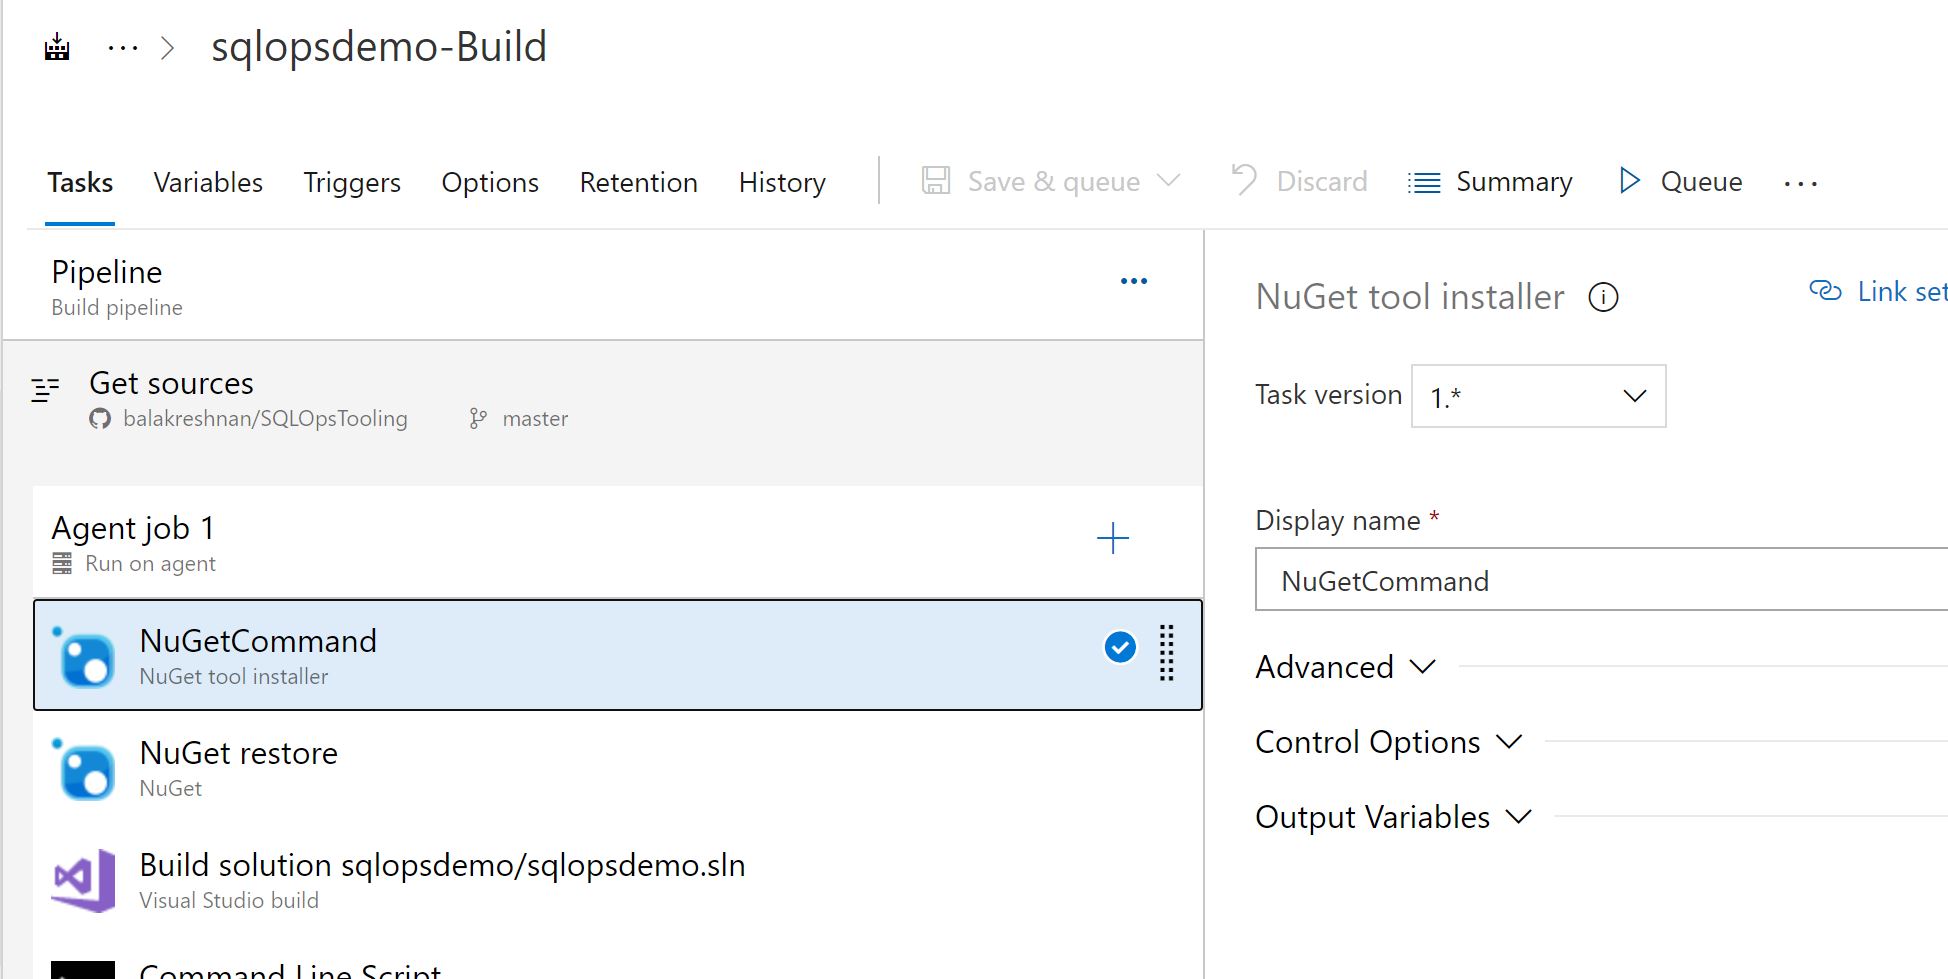 sqlopsdemo-Build
Tasks Variables Triggers Options Retention History Save & queue Discard Summary Queue
Pipeline
Build pipeline
Get sources
balakreshnan/SQLOpsTooling master
Agent job 1
Run on agent
NuGetCommand
NuGet tool installer
NuGet restore
NuGet
Build solution sqlopsdemo/sqlopsdemo.sln
Visual Studio build
Command Line Script
NuGet tool installer
Link set
Task version 1.*
Display name *
NuGetCommand
Advanced
Control Options
Output Variables